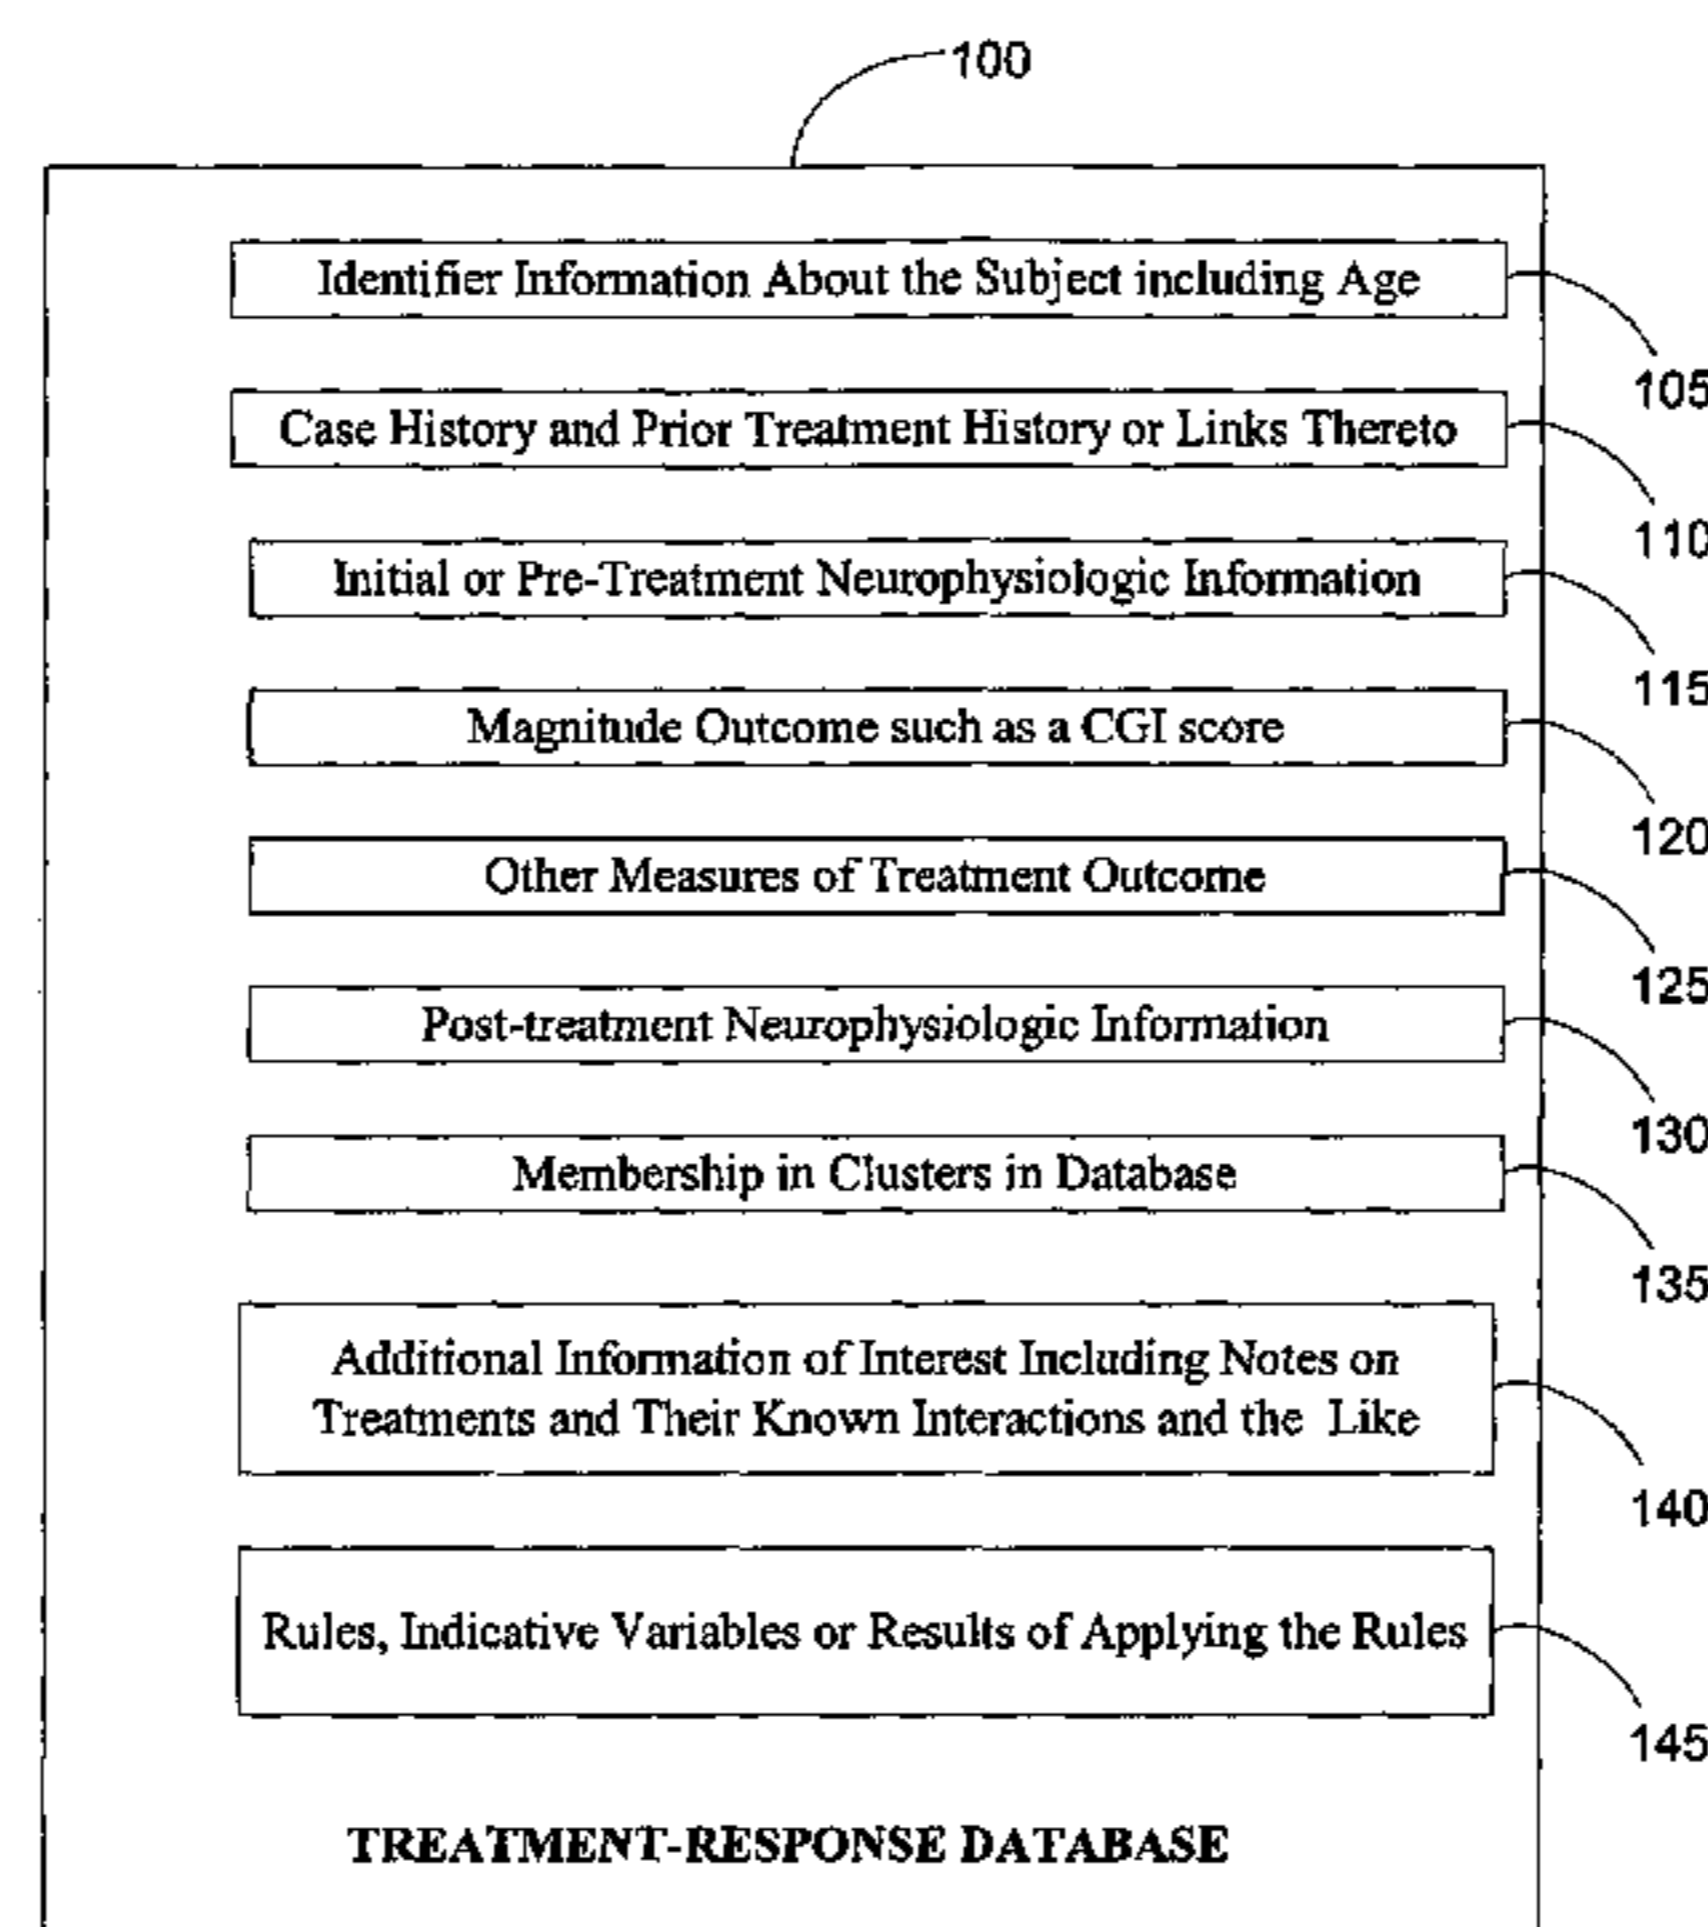 100
Identifier Information About the Subject including Age
105
Case History and Prior Treatment History or Links Thereto
110
Initial or Pre-Treatment Neurophysiologic Information
115
Magnitude Outcome such as a CGI score
120
Other Measures of Treatment Outcome
125
Post-treatment Neurophysiologic Information
130
Membership in Clusters in Database
135
Additional Information of Interest Including Notes on
Treatments and Their Known Interactions and the Like
140
Rules, Indicative Variables or Results of Applying the Rules
145
TREATMENT-RESPONSE DATABASE